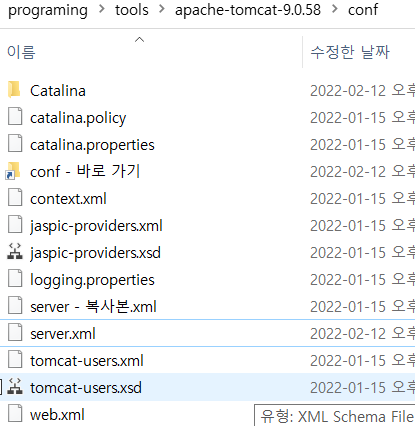 programing > tools > apache-tomcat-9.0.58 > conf
이름 수정한 날짜
Catalina 2022-02-12 오후
catalina.policy 2022-01-15 오후
catalina.properties 2022-01-15 오후
conf - 바로 가기 2022-02-12 오후
context.xml 2022-01-15 오후
jaspic-providers.xml 2022-01-15 오후
jaspic-providers.xsd 2022-01-15 오후
logging.properties 2022-01-15 오후
server - 복사본.xml 2022-01-15 오후
server.xml 2022-02-12 오후
tomcat-users.xml 2022-01-15 오후
tomcat-users.xsd 2022-01-15 오후
web.xml 유형: XML Schema File